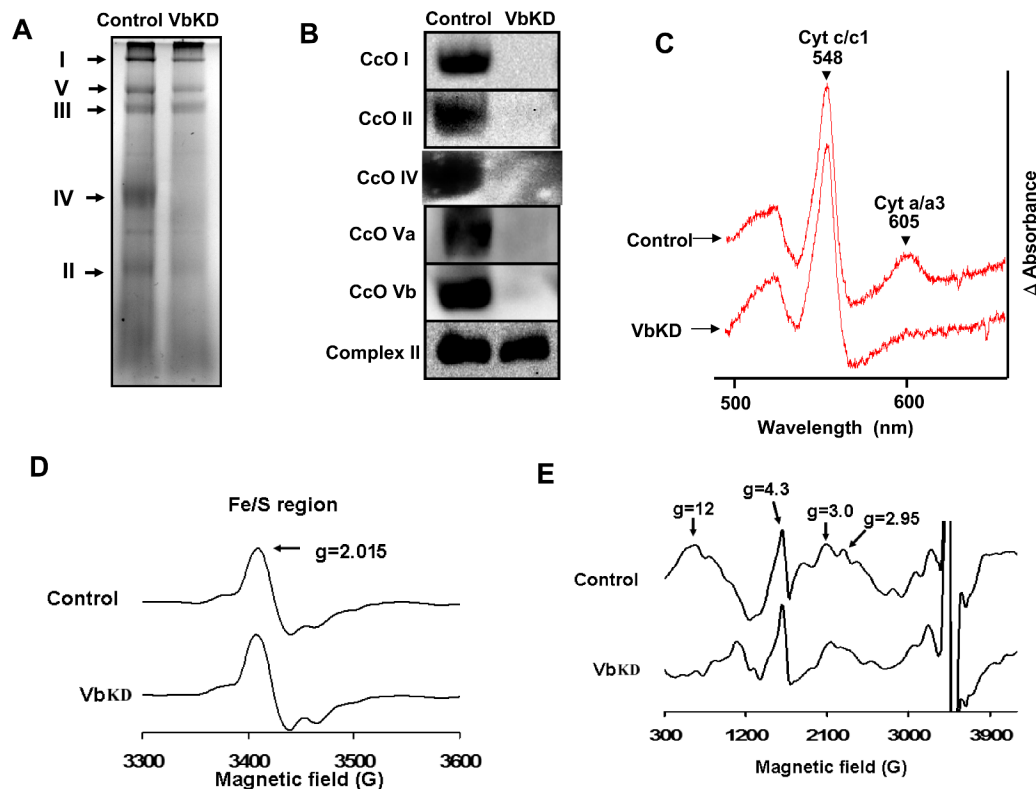 A
Control VbKD
I
V
III
IV
II
B
Control VbKD
CcO I
CcO II
CcO IV
CcO Va
CcO Vb
Complex II
C
Cyt c/c1
548
Cyt a/a3
605
Control
VbKD
Δ Absorbance
500 600
Wavelength (nm)
D
Fe/S region
g=2.015
Control
VbKD
3300 3400 3500 3600
Magnetic field (G)
E
g=12 g=4.3 g=3.0 g=2.95
Control
VbKD
300 1200 2100 3000 3900
Magnetic field (G)